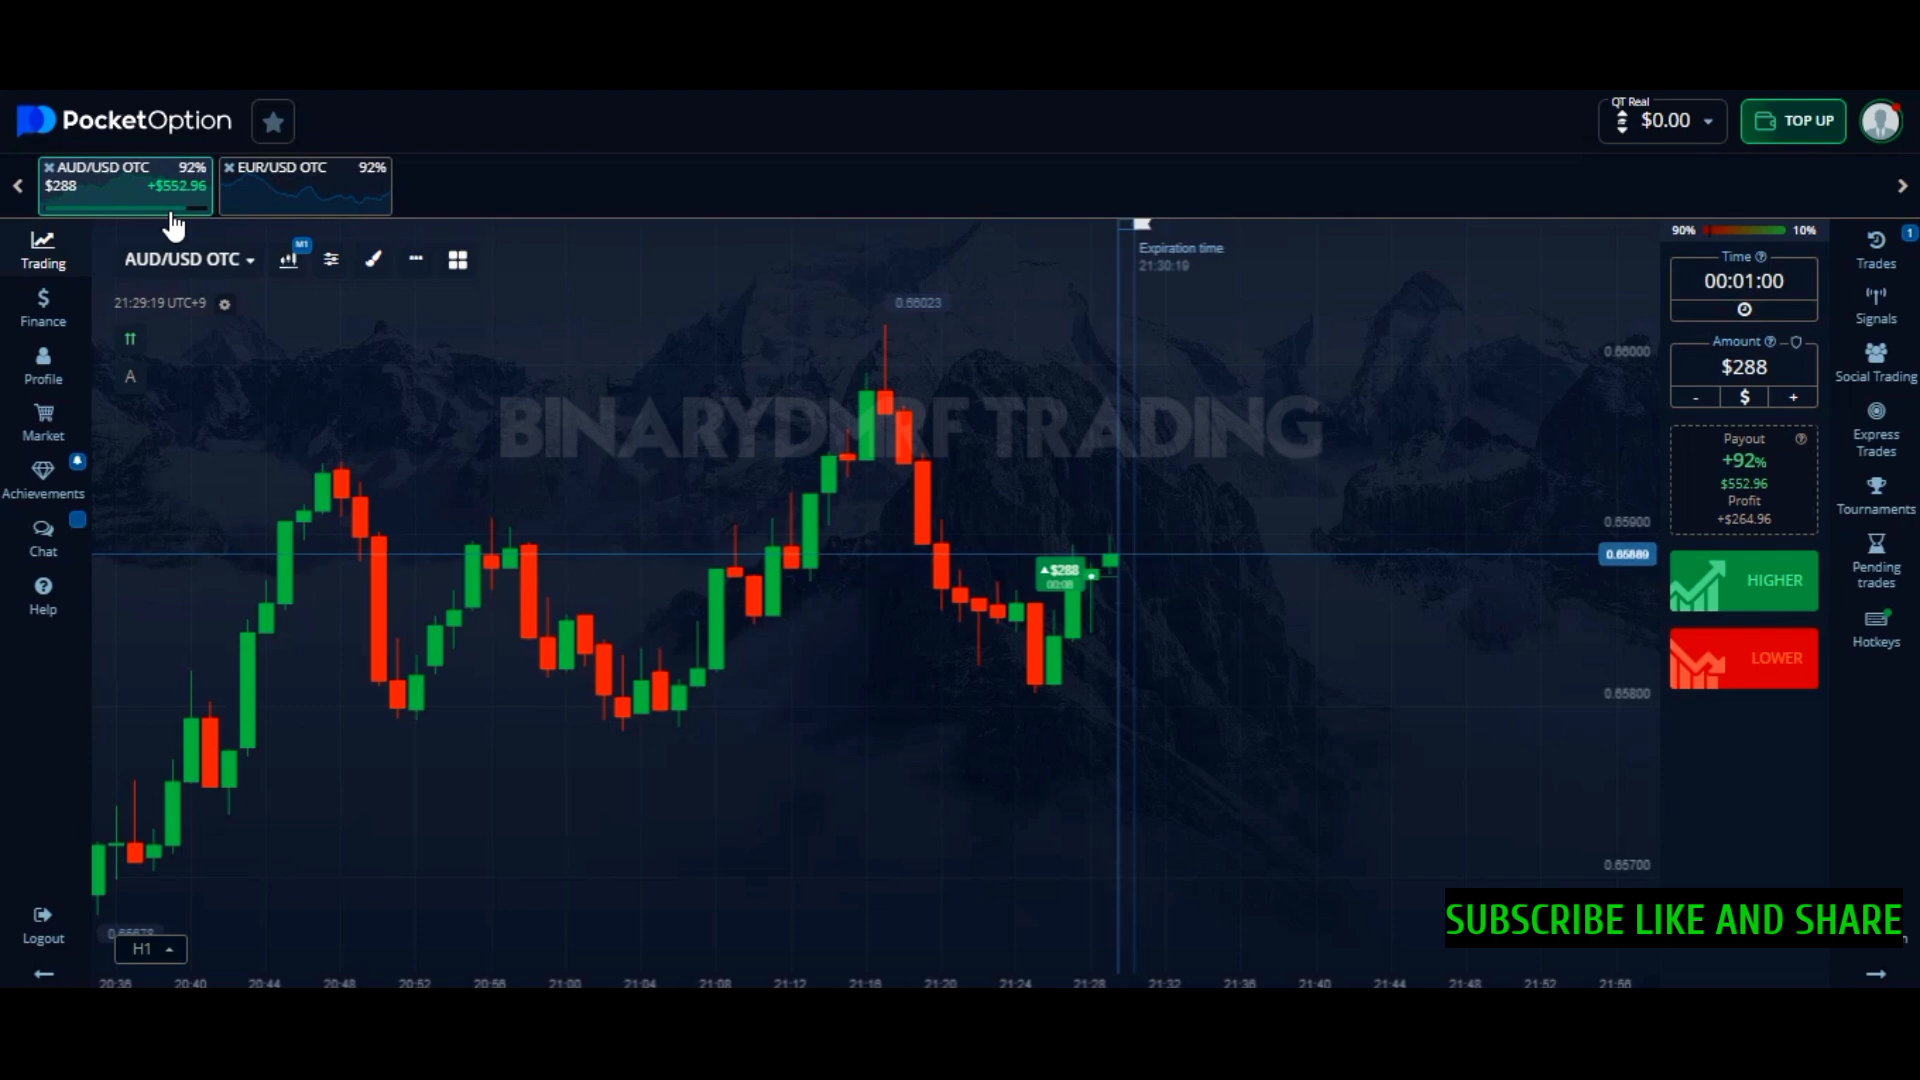 PocketOption
QT Real
$0.00
TOP UP
AUD/USD OTC 92%
$288 +$552.96
EUR/USD OTC 92%
Trading
Finance
Profile
Market
Achievements
Chat
Help
Logout
AUD/USD OTC
M1
21:29:19 UTC+9
A
0.66023
Expiration time
21:30:19
BINARYDMRF TRADING
0.66000
0.65900
0.65889
0.65800
0.65700
$288
00:08
H1
20:36 20:40 20:44 20:48 20:52 20:56 21:00 21:04 21:08 21:12 21:16 21:20 21:24 21:28 21:32 21:36 21:40 21:44 21:48 21:52 21:56
90% 10%
Time
00:01:00
Amount
$288
- $ +
Payout
+92%
$552.96
Profit
+$264.96
HIGHER
LOWER
1
Trades
Signals
Social Trading
Express
Trades
Tournaments
Pending
trades
Hotkeys
SUBSCRIBE LIKE AND SHARE